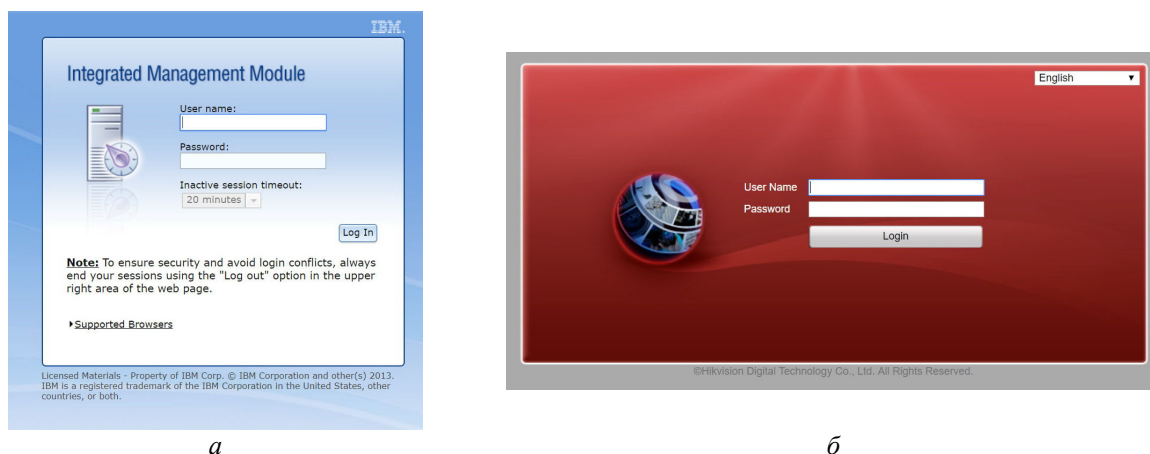 IBM.
Integrated Management Module
User name:
Password:
Inactive session timeout:
20 minutes
Log In
Note: To ensure security and avoid login conflicts, always
end your sessions using the "Log out" option in the upper
right area of the web page.
Supported Browsers
Licensed Materials - Property of IBM Corp. © IBM Corporation and other(s) 2013.
IBM is a registered trademark of the IBM Corporation in the United States, other
countries, or both.
а
English
User Name
Password
Login
©Hikvision Digital Technology Co., Ltd. All Rights Reserved.
б